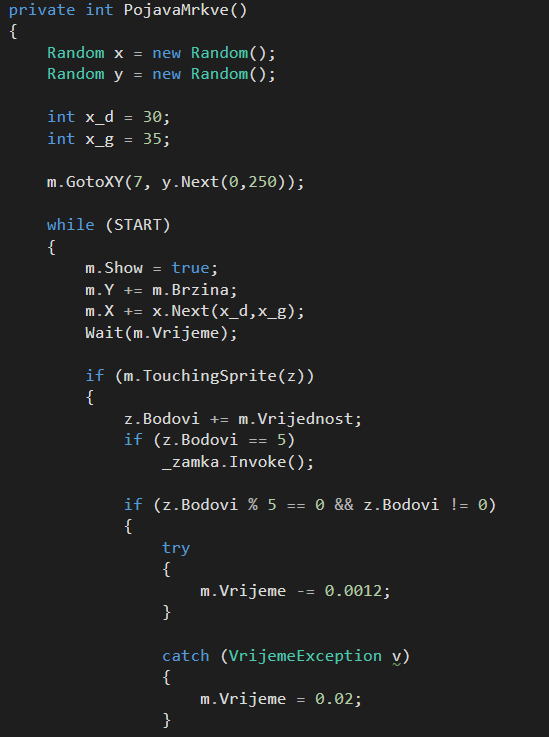 private int PojavaMrkve()
{
    Random x = new Random();
    Random y = new Random();

    int x_d = 30;
    int x_g = 35;

    m.GotoXY(7, y.Next(0,250));

    while (START)
    {
        m.Show = true;
        m.Y += m.Brzina;
        m.X += x.Next(x_d,x_g);
        Wait(m.Vrijeme);

        if (m.TouchingSprite(z))
        {
            z.Bodovi += m.Vrijednost;
            if (z.Bodovi == 5)
                _zamka.Invoke();

            if (z.Bodovi % 5 == 0 && z.Bodovi != 0)
            {
                try
                {
                    m.Vrijeme -= 0.0012;
                }

                catch (VrijemeException v)
                {
                    m.Vrijeme = 0.02;
                }